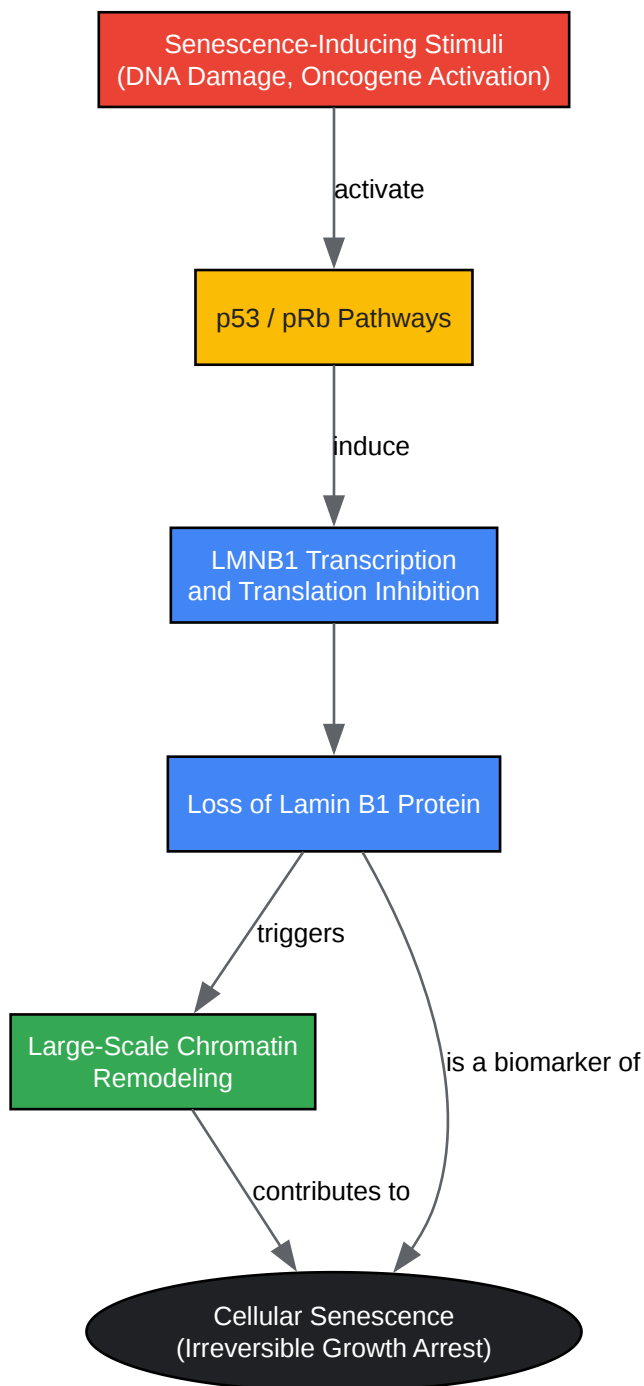 Senescence-Inducing Stimuli
(DNA Damage, Oncogene Activation)
activate
p53 / pRb Pathways
induce
LMNB1 Transcription
and Translation Inhibition
Loss of Lamin B1 Protein
triggers
Large-Scale Chromatin
Remodeling
is a biomarker of
contributes to
Cellular Senescence
(Irreversible Growth Arrest)